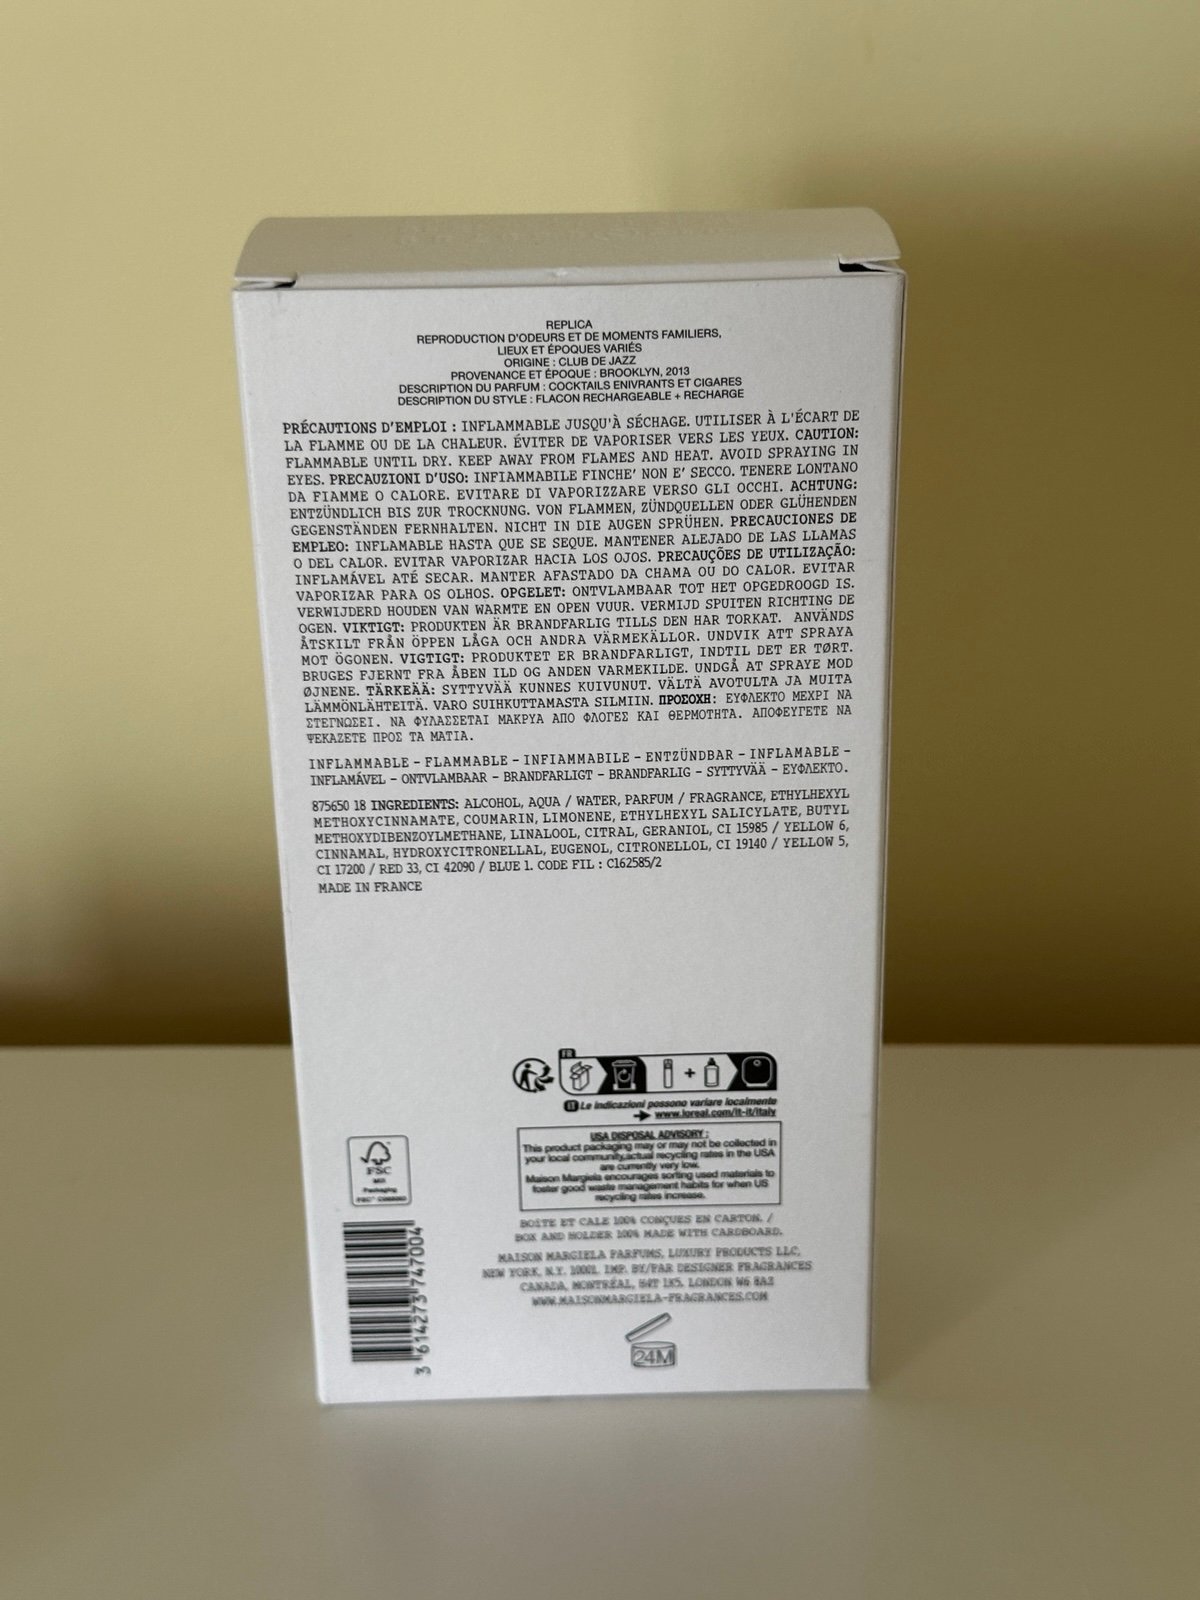 REPLICA
REPRODUCTION D'ODEURS ET DE MOMENTS FAMILIERS,
LIEUX ET ÉPOQUES VARIÉS
ORIGINE : CLUB DE JAZZ
PROVENANCE ET ÉPOQUE : BROOKLYN, 2013
DESCRIPTION DU PARFUM : COCKTAILS ENIVRANTS ET CIGARES
DESCRIPTION DU STYLE : FLACON RECHARGEABLE + RECHARGE
PRÉCAUTIONS D'EMPLOI : INFLAMMABLE JUSQU'À SÉCHAGE. UTILISER À L'ÉCART DE
LA FLAMME OU DE LA CHALEUR. ÉVITER DE VAPORISER VERS LES YEUX. CAUTION:
FLAMMABLE UNTIL DRY. KEEP AWAY FROM FLAMES AND HEAT. AVOID SPRAYING IN
EYES. PRECAUZIONI D'USO: INFIAMMABILE FINCHE' NON E' SECCO. TENERE LONTANO
DA FIAMME O CALORE. EVITARE DI VAPORIZZARE VERSO GLI OCCHI. ACHTUNG:
ENTZÜNDLICH BIS ZUR TROCKNUNG. VON FLAMMEN, ZÜNDQUELLEN ODER GLÜHENDEN
GEGENSTÄNDEN FERNHALTEN. NICHT IN DIE AUGEN SPRÜHEN. PRECAUCIONES DE
EMPLEO: INFLAMABLE HASTA QUE SE SEQUE. MANTENER ALEJADO DE LAS LLAMAS
O DEL CALOR. EVITAR VAPORIZAR HACIA LOS OJOS. PRECAUÇÕES DE UTILIZAÇÃO:
INFLAMÁVEL ATÉ SECAR. MANTER AFASTADO DA CHAMA OU DO CALOR. EVITAR
VAPORIZAR PARA OS OLHOS. OPGELET: ONTVLAMBAAR TOT HET OPGEDROOGD IS.
VERWIJDERD HOUDEN VAN WARMTE EN OPEN VUUR. VERMIJD SPUITEN RICHTING DE
OGEN. VIKTIGT: PRODUKTEN ÄR BRANDFARLIG TILLS DEN HAR TORKAT. ANVÄNDS
ÅTSKILT FRÅN ÖPPEN LÅGA OCH ANDRA VÄRMEKÄLLOR. UNDVIK ATT SPRAYA
MOT ÖGONEN. VIGTIGT: PRODUKTET ER BRANDFARLIGT, INDTIL DET ER TØRT.
BRUGES FJERNT FRA ÅBEN ILD OG ANDEN VARMEKILDE. UNDGÅ AT SPRAYE MOD
ØJNENE. TÄRKEÄÄ: SYTTYVÄÄ KUNNES KUIVUNUT. VÄLTÄ AVOTULTA JA MUITA
LÄMMÖNLÄHTEITÄ. VARO SUIHKUTTAMASTA SILMIIN. ΠΡΟΣΟΧΗ: ΕΥΦΛΕΚΤΟ ΜΕΧΡΙ ΝΑ
ΣΤΕΓΝΩΣΕΙ. ΝΑ ΦΥΛΑΣΣΕΤΑΙ ΜΑΚΡΥΑ ΑΠΟ ΦΛΟΓΕΣ ΚΑΙ ΘΕΡΜΟΤΗΤΑ. ΑΠΟΦΕΥΓΕΤΕ ΝΑ
ΨΕΚΑΖΕΤΕ ΠΡΟΣ ΤΑ ΜΑΤΙΑ.
INFLAMMABLE – FLAMMABLE – INFIAMMABILE – ENTZÜNDBAR – INFLAMABLE –
INFLAMÁVEL – ONTVLAMBAAR – BRANDFARLIGT – BRANDFARLIG – SYTTYVÄÄ – ΕΥΦΛΕΚΤΟ.
875650 18 INGREDIENTS: ALCOHOL, AQUA / WATER, PARFUM / FRAGRANCE, ETHYLHEXYL
METHOXYCINNAMATE, COUMARIN, LIMONENE, ETHYLHEXYL SALICYLATE, BUTYL
METHOXYDIBENZOYLMETHANE, LINALOOL, CITRAL, GERANIOL, CI 15985 / YELLOW 6,
CINNAMAL, HYDROXYCITRONELLAL, EUGENOL, CITRONELLOL, CI 19140 / YELLOW 5,
CI 17200 / RED 33, CI 42090 / BLUE 1. CODE FIL : C162585/2
MADE IN FRANCE
FR
+
IT Le indicazioni possono variare localmente
www.loreal.com/it-it/italy
USA DISPOSAL ADVISORY :
This product packaging may or may not be collected in
your local community,actual recycling rates in the USA
are currently very low.
Maison Margiela encourages sorting used materials to
foster good waste management habits for when US
recycling rates increase.
FSC
MIX
Packaging
BOÎTE ET CALE 100% CONÇUES EN CARTON. /
BOX AND HOLDER 100% MADE WITH CARDBOARD.
MAISON MARGIELA PARFUMS, LUXURY PRODUCTS LLC,
NEW YORK, N.Y. 10001. IMP. BY/PAR DESIGNER FRAGRANCES
CANADA, MONTRÉAL, H4T 1K5. LONDON W6 8AZ
WWW.MAISONMARGIELA-FRAGRANCES.COM
3 614273 747004
24M